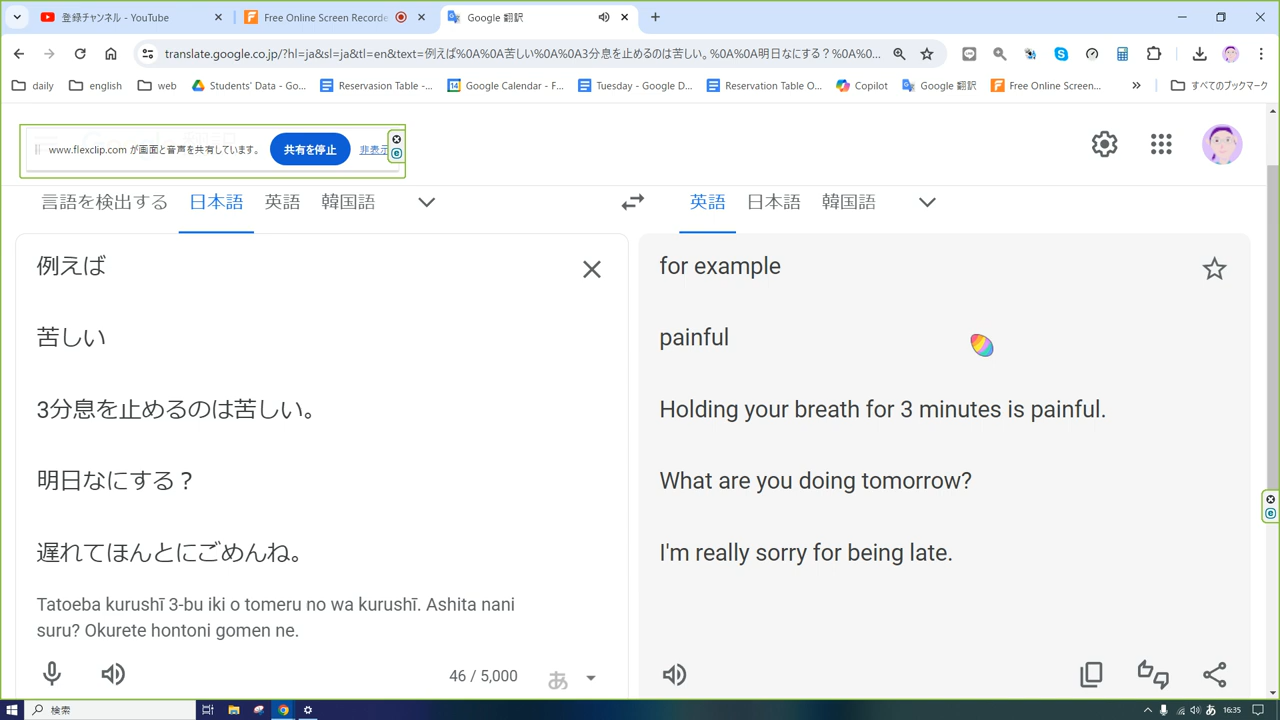 登録チャンネル - YouTube
Free Online Screen Recorde
Google 翻訳
translate.google.co.jp/?hl=ja&sl=ja&tl=en&text=例えば%0A%0A苦しい%0A%0A3分息を止めるのは苦しい。%0A%0A明日なにする？%0A%0...
daily
english
web
Students' Data - Go...
Reservasion Table -...
Google Calendar - F...
Tuesday - Google D...
Reservation Table O...
Copilot
Google 翻訳
Free Online Screen...
すべてのブックマーク
www.flexclip.com が画面と音声を共有しています。
共有を停止
非表示
言語を検出する
日本語
英語
韓国語
英語
日本語
韓国語
例えば
苦しい
3分息を止めるのは苦しい。
明日なにする？
遅れてほんとにごめんね。
Tatoeba kurushī 3-bu iki o tomeru no wa kurushī. Ashita nani
suru? Okurete hontoni gomen ne.
46 / 5,000
あ
for example
painful
Holding your breath for 3 minutes is painful.
What are you doing tomorrow?
I'm really sorry for being late.
検索
あ
16:35